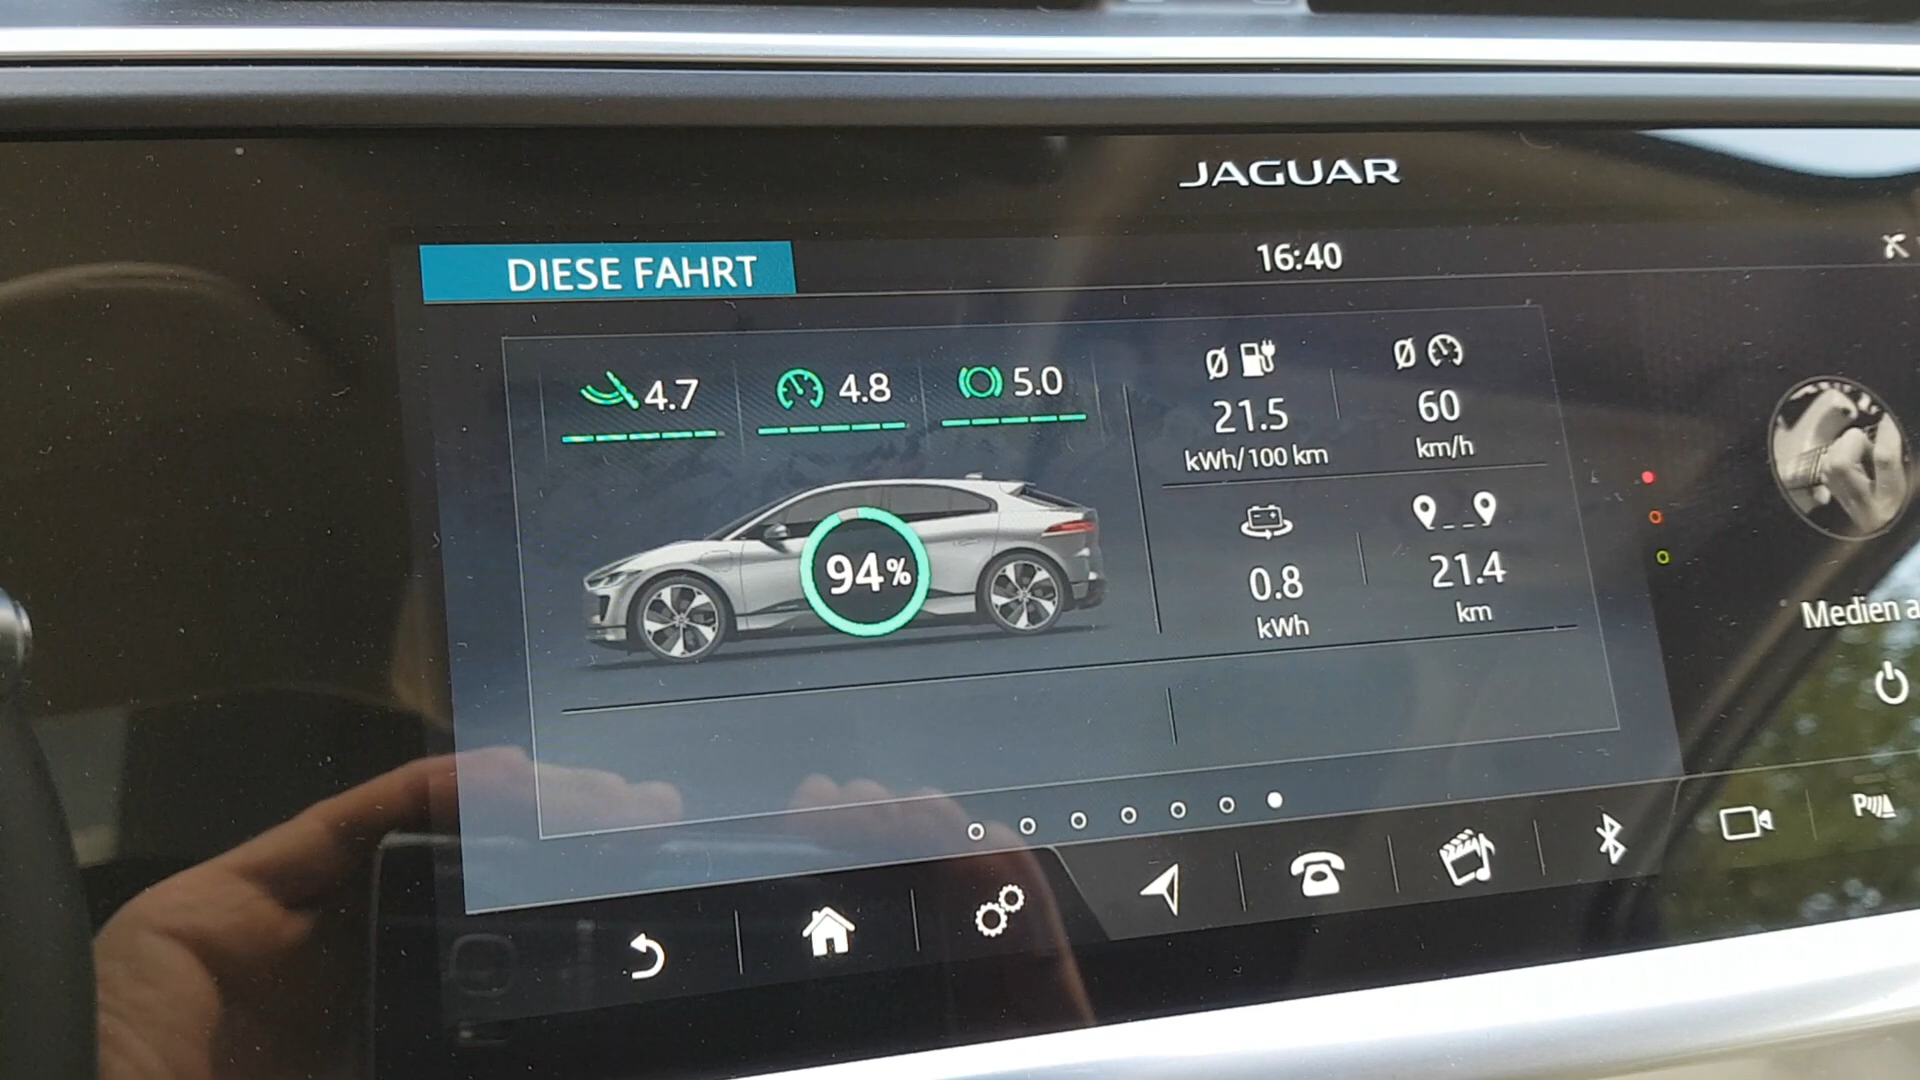 JAGUAR
DIESE FAHRT
16:40
4.7
4.8
5.0
21.5
kWh/100 km
60
km/h
94%
0.8
kWh
21.4
km
Medien a
P